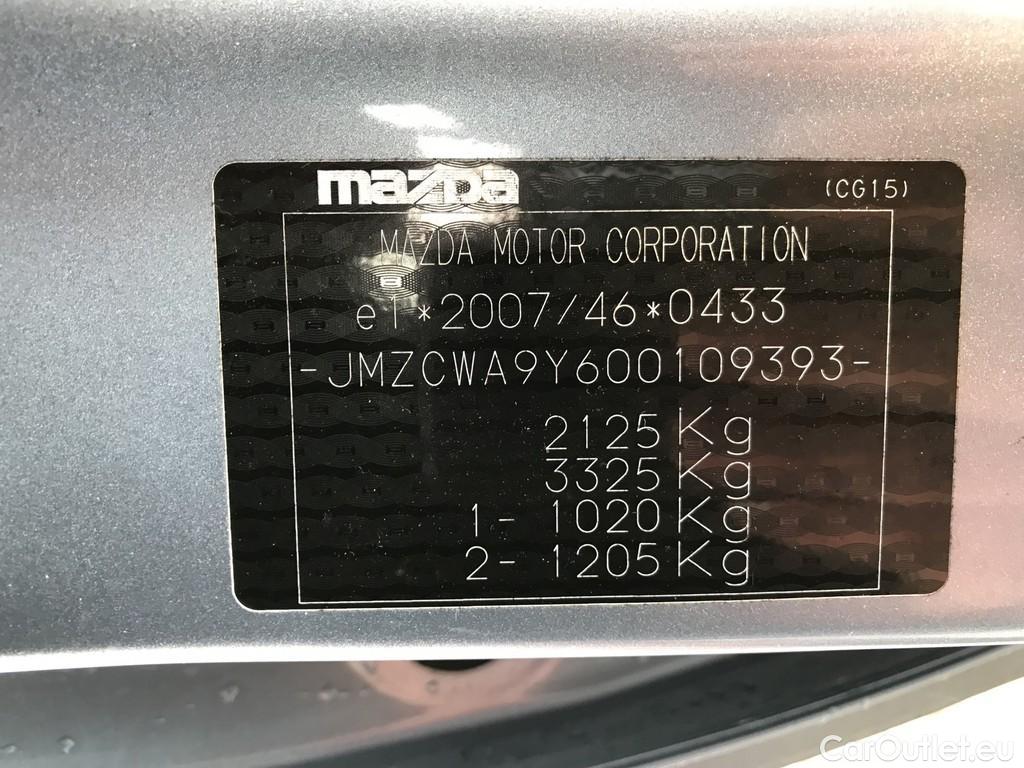 mazda (CG15)
MAZDA MOTOR CORPORATION
e1*2007/46*0433
-JMZCWA9Y600109393-
2125 Kg
3325 Kg
1- 1020 Kg
2- 1205 Kg
CarOutlet.eu